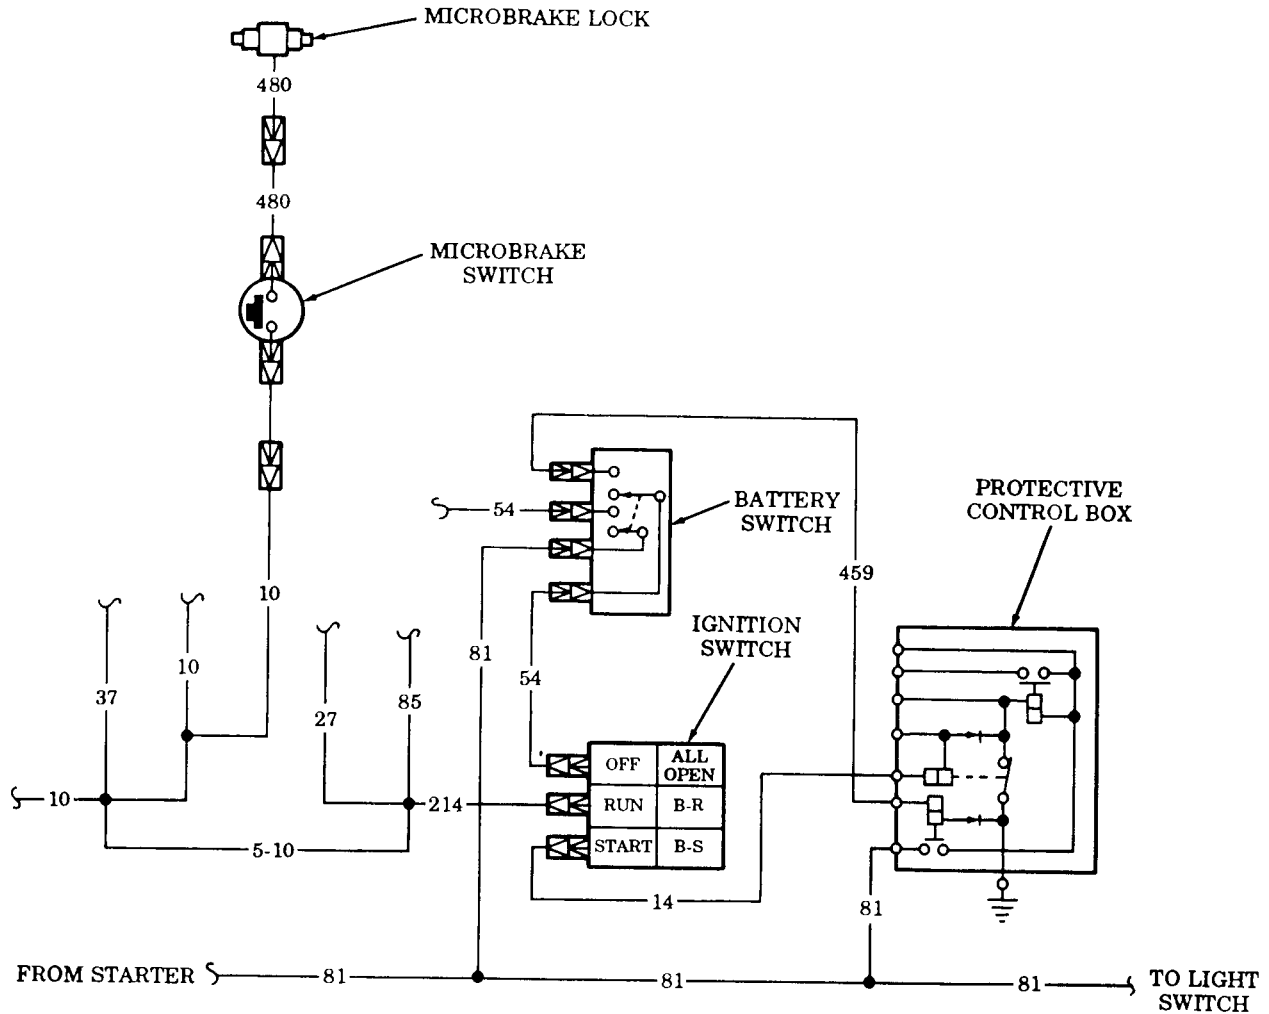 MICROBRAKE LOCK
480
480
MICROBRAKE
SWITCH
10
54
BATTERY
SWITCH
PROTECTIVE
CONTROL BOX
459
IGNITION
SWITCH
81
54
37
10
27
85
OFF
ALL
OPEN
10
214
RUN
B-R
5-10
START
B-S
14
81
FROM STARTER
81
81
81
TO LIGHT
SWITCH